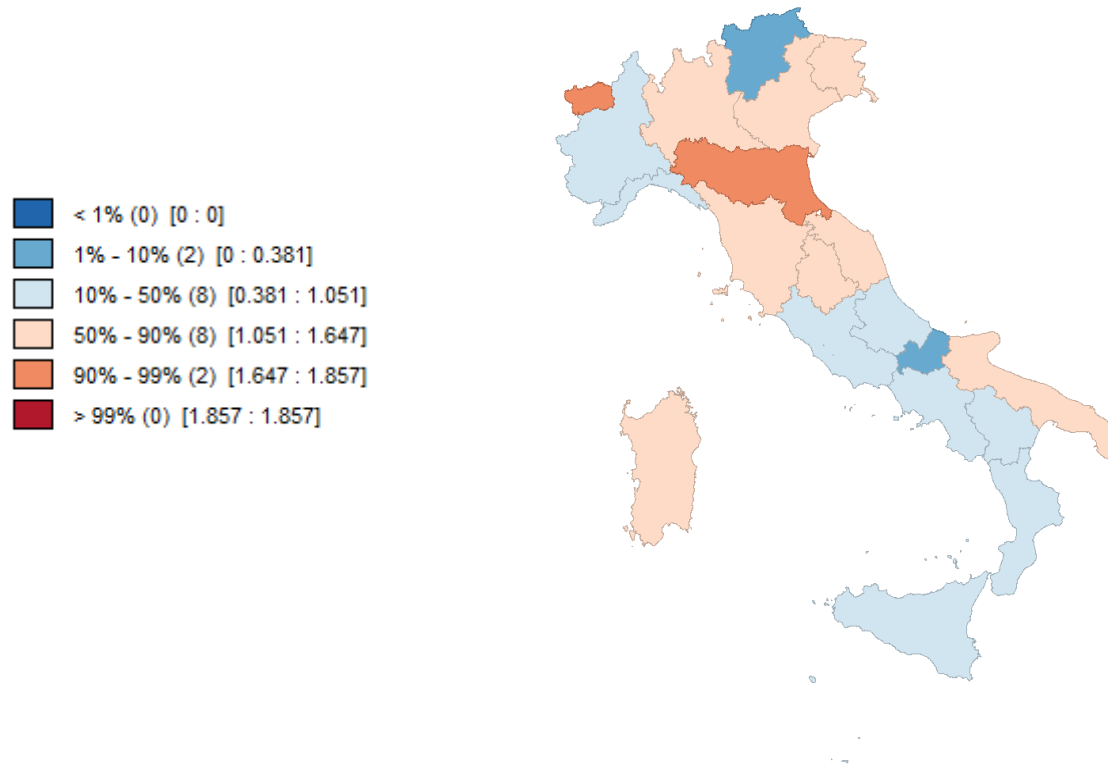 < 1% (0) [0 : 0]
1% - 10% (2) [0 : 0.381]
10% - 50% (8) [0.381 : 1.051]
50% - 90% (8) [1.051 : 1.647]
90% - 99% (2) [1.647 : 1.857]
> 99% (0) [1.857 : 1.857]